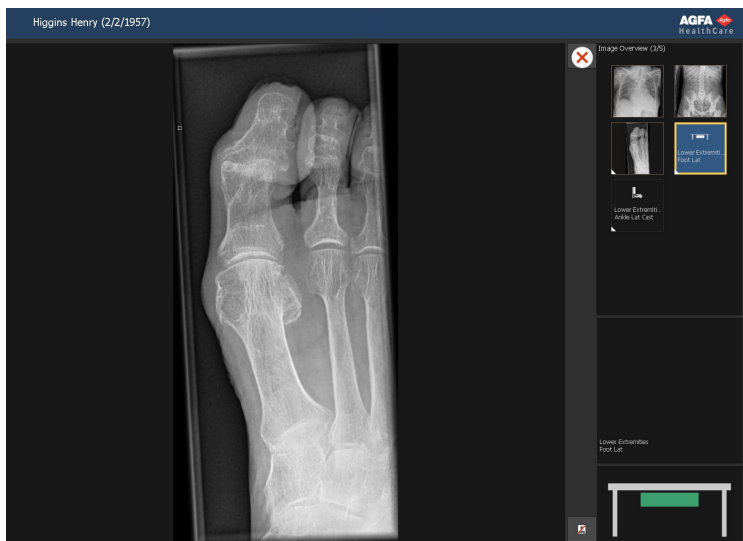 Higgins Henry (2/2/1957)
AGFA
HealthCare
Image Overview (3/5)
Lower Extremiti...
Foot Lat
Lower Extremiti...
Ankle Lat Cast
Lower Extremities
Foot Lat